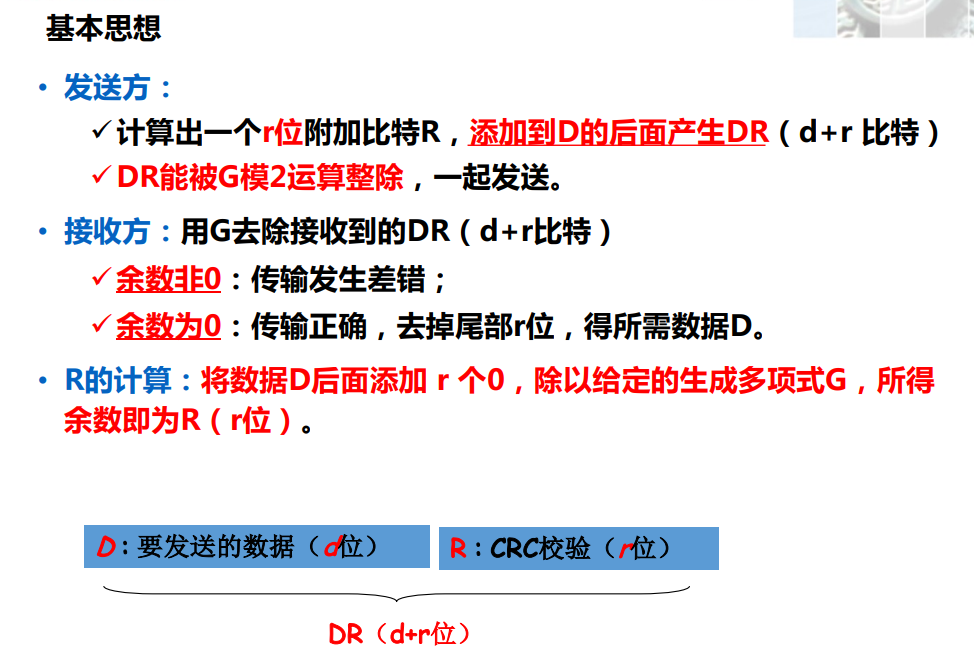 基本思想
• 发送方：
✓计算出一个r位附加比特R，添加到D的后面产生DR（d+r 比特）
✓DR能被G模2运算整除，一起发送。
• 接收方：用G去除接收到的DR（d+r比特）
✓余数非0：传输发生差错；
✓余数为0：传输正确，去掉尾部r位，得所需数据D。
• R的计算：将数据D后面添加 r 个0，除以给定的生成多项式G，所得
余数即为R（r位）。
D：要发送的数据（d位） R：CRC校验（r位）
DR（d+r位）